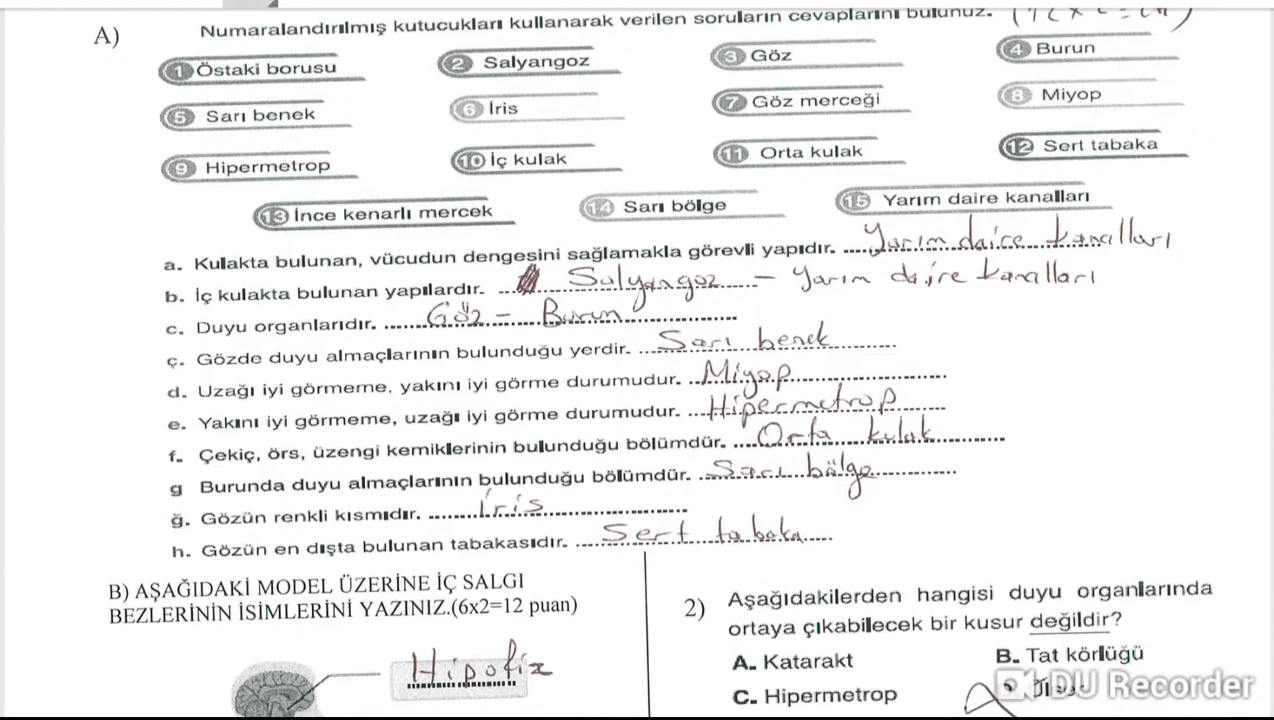 A) Numaralandırılmış kutucukları kullanarak verilen soruların cevaplarını bulunuz.
1 Östaki borusu 2 Salyangoz 3 Göz 4 Burun
5 Sarı benek 6 İris 7 Göz merceği 8 Miyop
9 Hipermetrop 10 İç kulak 11 Orta kulak 12 Sert tabaka
13 İnce kenarlı mercek 14 Sarı bölge 15 Yarım daire kanalları
a. Kulakta bulunan, vücudun dengesini sağlamakla görevli yapıdır. Yarım daire kanalları
b. İç kulakta bulunan yapılardır. Salyangoz - Yarım daire kanalları
c. Duyu organlarıdır. Göz - Burun
ç. Gözde duyu almaçlarının bulunduğu yerdir. Sarı benek
d. Uzağı iyi görmeme, yakını iyi görme durumudur. Miyop
e. Yakını iyi görmeme, uzağı iyi görme durumudur. Hipermetrop
f. Çekiç, örs, üzengi kemiklerinin bulunduğu bölümdür. Orta kulak
g Burunda duyu almaçlarının bulunduğu bölümdür. Sarı bölge
ğ. Gözün renkli kısmıdır. İris
h. Gözün en dışta bulunan tabakasıdır. Sert tabaka
B) AŞAĞIDAKİ MODEL ÜZERİNE İÇ SALGI
BEZLERİNİN İSİMLERİNİ YAZINIZ.(6x2=12 puan)
Hipofiz
2) Aşağıdakilerden hangisi duyu organlarında
ortaya çıkabilecek bir kusur değildir?
A. Katarakt B. Tat körlüğü
C. Hipermetrop
DU Recorder